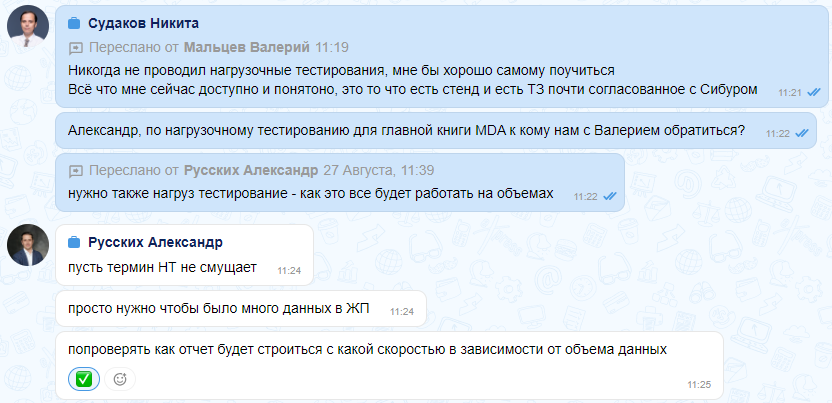 Судаков Никита
Переслано от Мальцев Валерий 11:19
Никогда не проводил нагрузочные тестирования, мне бы хорошо самому поучиться
Всё что мне сейчас доступно и понятоно, это то что есть стенд и есть ТЗ почти согласованное с Сибуром
11:21
Александр, по нагрузочному тестированию для главной книги MDA к кому нам с Валерием обратиться?
11:22
Переслано от Русских Александр 27 Августа, 11:39
нужно также нагруз тестирование - как это все будет работать на объемах
11:22
Русских Александр
пусть термин НТ не смущает
11:24
просто нужно чтобы было много данных в ЖП
11:24
попроверять как отчет будет строиться с какой скоростью в зависимости от объема данных
11:25